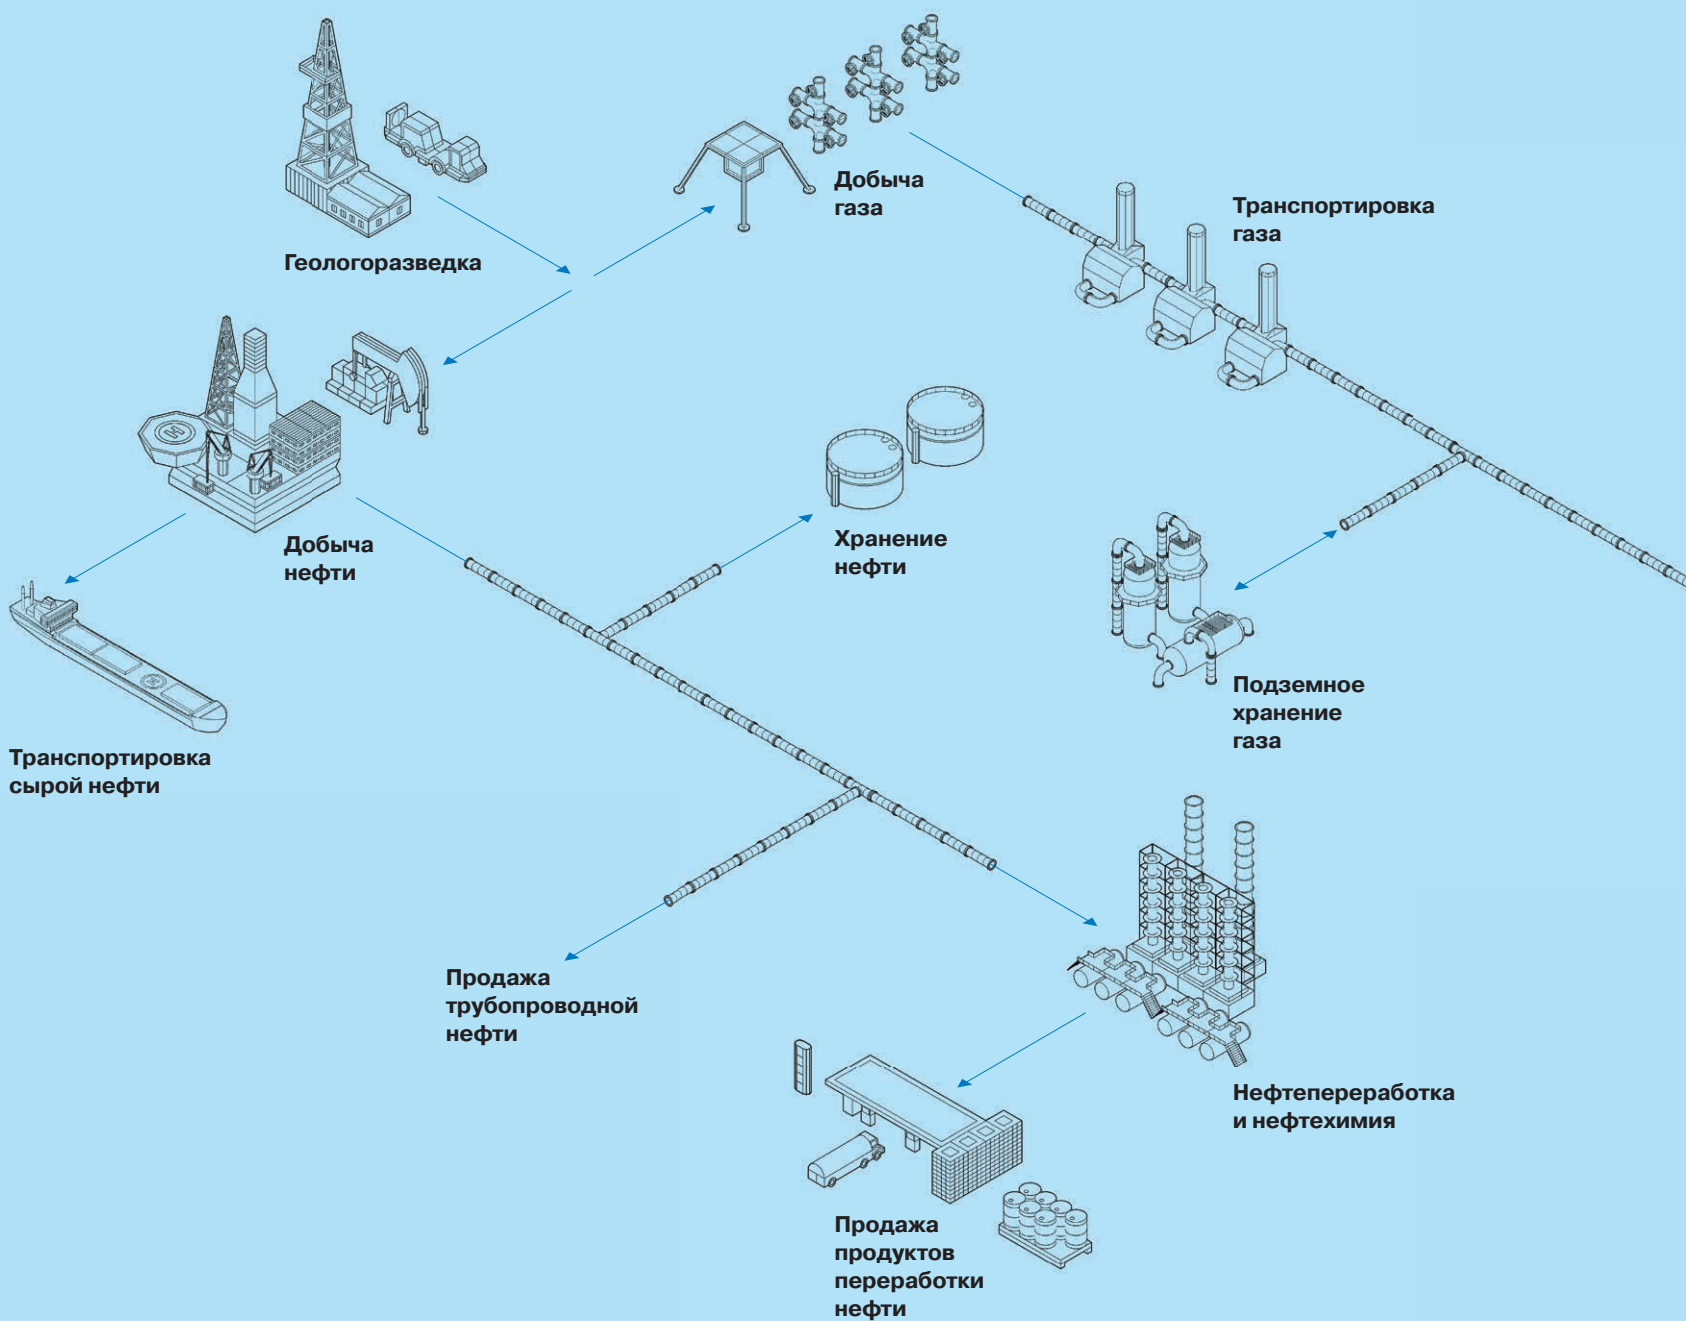 Добыча
газа
Транспортировка
газа
Геологоразведка
Добыча
нефти
Хранение
нефти
Подземное
хранение
газа
Транспортировка
сырой нефти
Продажа
трубопроводной
нефти
Нефтепереработка
и нефтехимия
Продажа
продуктов
переработки
нефти